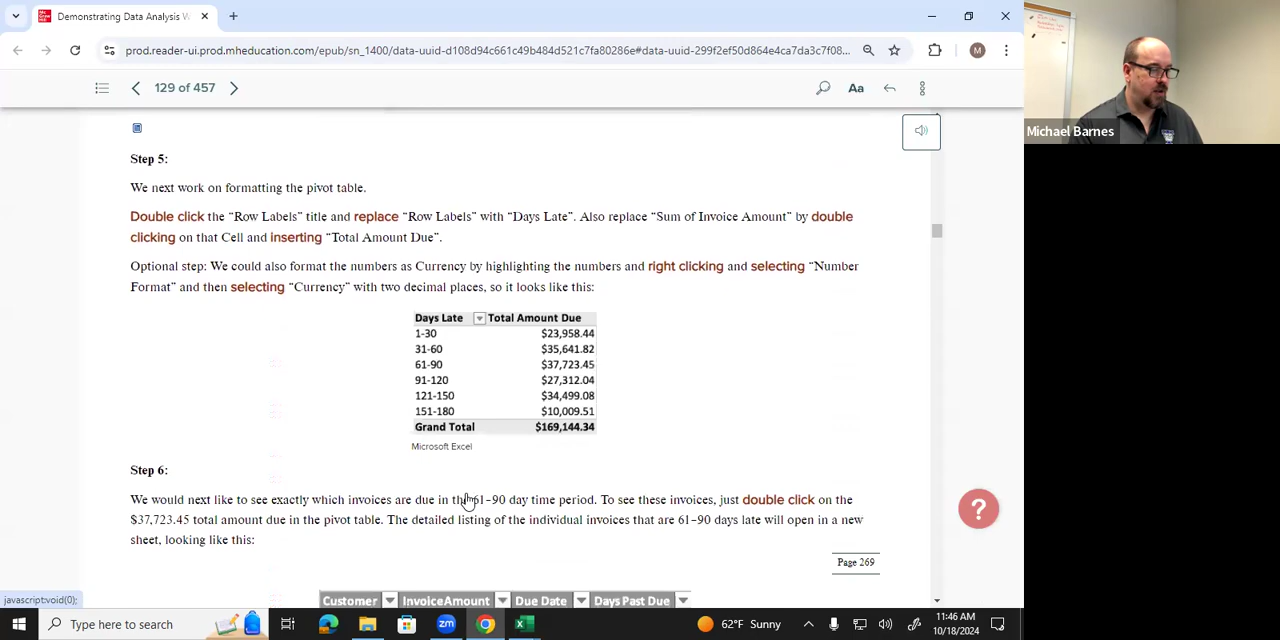 Demonstrating Data Analysis W
prod.reader-ui.prod.mheducation.com/epub/sn_1400/data-uuid-d108d94c661c49b484d521c7fa80286e#data-uuid-299f2ef50d864e4ca7da3c7f08...
M
129 of 457
Aa
Michael Barnes
Step 5:
We next work on formatting the pivot table.
Double click the “Row Labels” title and replace “Row Labels” with “Days Late”. Also replace “Sum of Invoice Amount” by double
clicking on that Cell and inserting “Total Amount Due”.
Optional step: We could also format the numbers as Currency by highlighting the numbers and right clicking and selecting “Number
Format” and then selecting “Currency” with two decimal places, so it looks like this:
Days Late Total Amount Due
1-30 $23,958.44
31-60 $35,641.82
61-90 $37,723.45
91-120 $27,312.04
121-150 $34,499.08
151-180 $10,009.51
Grand Total $169,144.34
Microsoft Excel
Step 6:
We would next like to see exactly which invoices are due in the 61–90 day time period. To see these invoices, just double click on the
$37,723.45 total amount due in the pivot table. The detailed listing of the individual invoices that are 61–90 days late will open in a new
sheet, looking like this:
Page 269
Customer InvoiceAmount Due Date Days Past Due
?
javascript:void(0);
Type here to search
zm
62°F Sunny
11:46 AM
10/18/2024